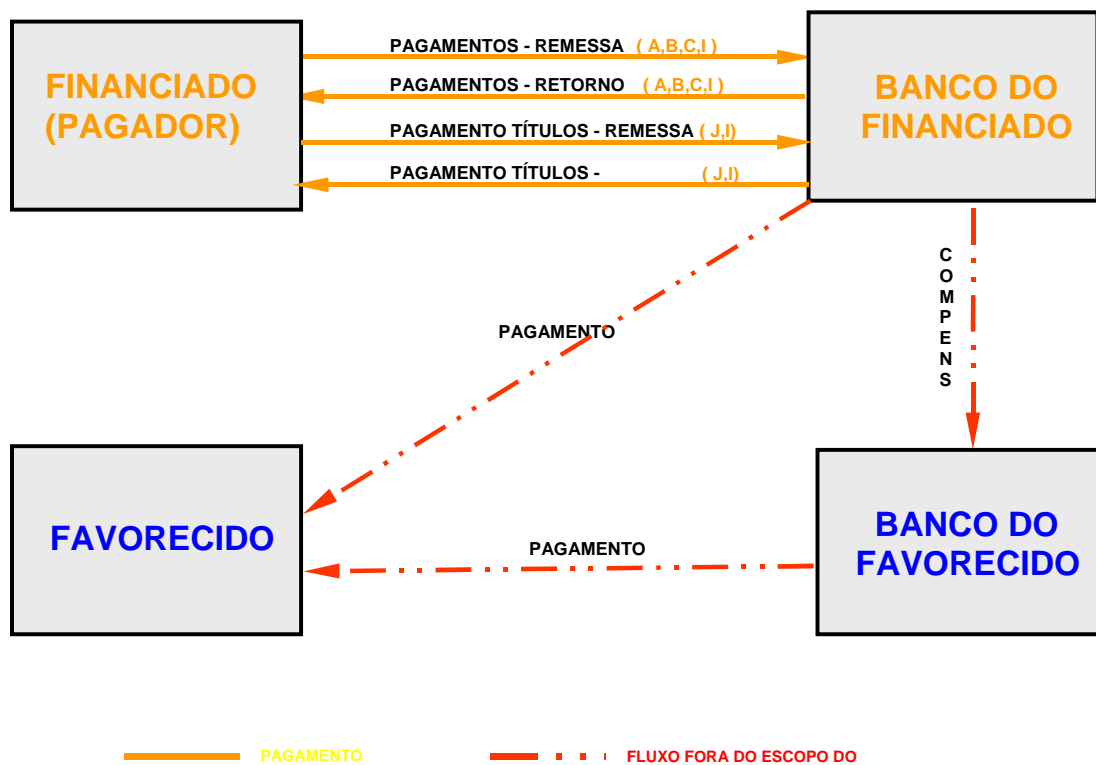 PAGAMENTOS - REMESSA ( A,B,C,I )
FINANCIADO
(PAGADOR)
PAGAMENTOS - RETORNO ( A,B,C,I )
BANCO DO
FINANCIADO
PAGAMENTO TÍTULOS - REMESSA ( J,I)
PAGAMENTO TÍTULOS - ( J,I)
C
O
M
P
E
N
S
PAGAMENTO
FAVORECIDO
PAGAMENTO
BANCO DO
FAVORECIDO
PAGAMENTO
FLUXO FORA DO ESCOPO DO